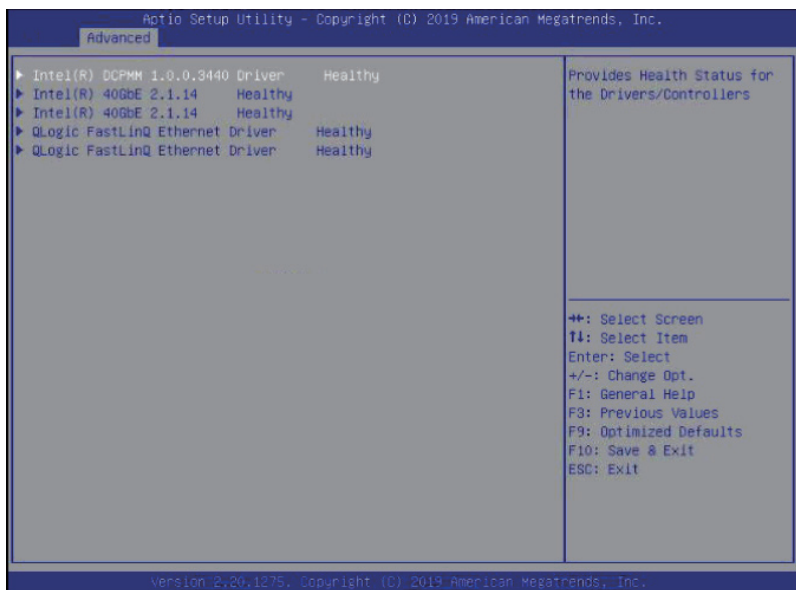 Aptio Setup Utility - Copyright (C) 2019 American Megatrends, Inc.
Advanced
Intel(R) DCPMM 1.0.0.3440 Driver Healthy
Intel(R) 40GbE 2.1.14 Healthy
Intel(R) 40GbE 2.1.14 Healthy
QLogic FastLinQ Ethernet Driver Healthy
QLogic FastLinQ Ethernet Driver Healthy
Provides Health Status for
the Drivers/Controllers
→←: Select Screen
↑↓: Select Item
Enter: Select
+/-: Change Opt.
F1: General Help
F3: Previous Values
F9: Optimized Defaults
F10: Save & Exit
ESC: Exit
Version 2.20.1275. Copyright (C) 2019 American Megatrends, Inc.